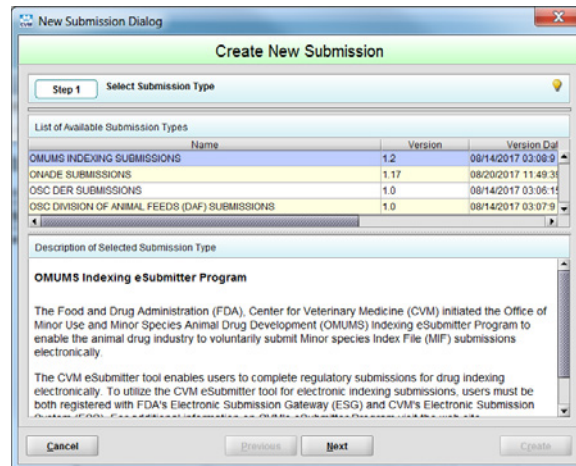 New Submission Dialog
Create New Submission
Step 1 Select Submission Type
List of Available Submission Types
Name Version Version Dat
OMUMS INDEXING SUBMISSIONS 1.2 08/14/2017 03:08:9
ONADE SUBMISSIONS 1.17 08/20/2017 11:49:39
OSC DER SUBMISSIONS 1.0 08/14/2017 03:06:15
OSC DIVISION OF ANIMAL FEEDS (DAF) SUBMISSIONS 1.0 08/14/2017 03:07:9
Description of Selected Submission Type
OMUMS Indexing eSubmitter Program
The Food and Drug Administration (FDA), Center for Veterinary Medicine (CVM) initiated the Office of
Minor Use and Minor Species Animal Drug Development (OMUMS) Indexing eSubmitter Program to
enable the animal drug industry to voluntarily submit Minor species Index File (MIF) submissions
electronically.
The CVM eSubmitter tool enables users to complete regulatory submissions for drug indexing
electronically. To utilize the CVM eSubmitter tool for electronic indexing submissions, users must be
both registered with FDA's Electronic Submission Gateway (ESG) and CVM's Electronic Submission
Cancel Previous Next Create